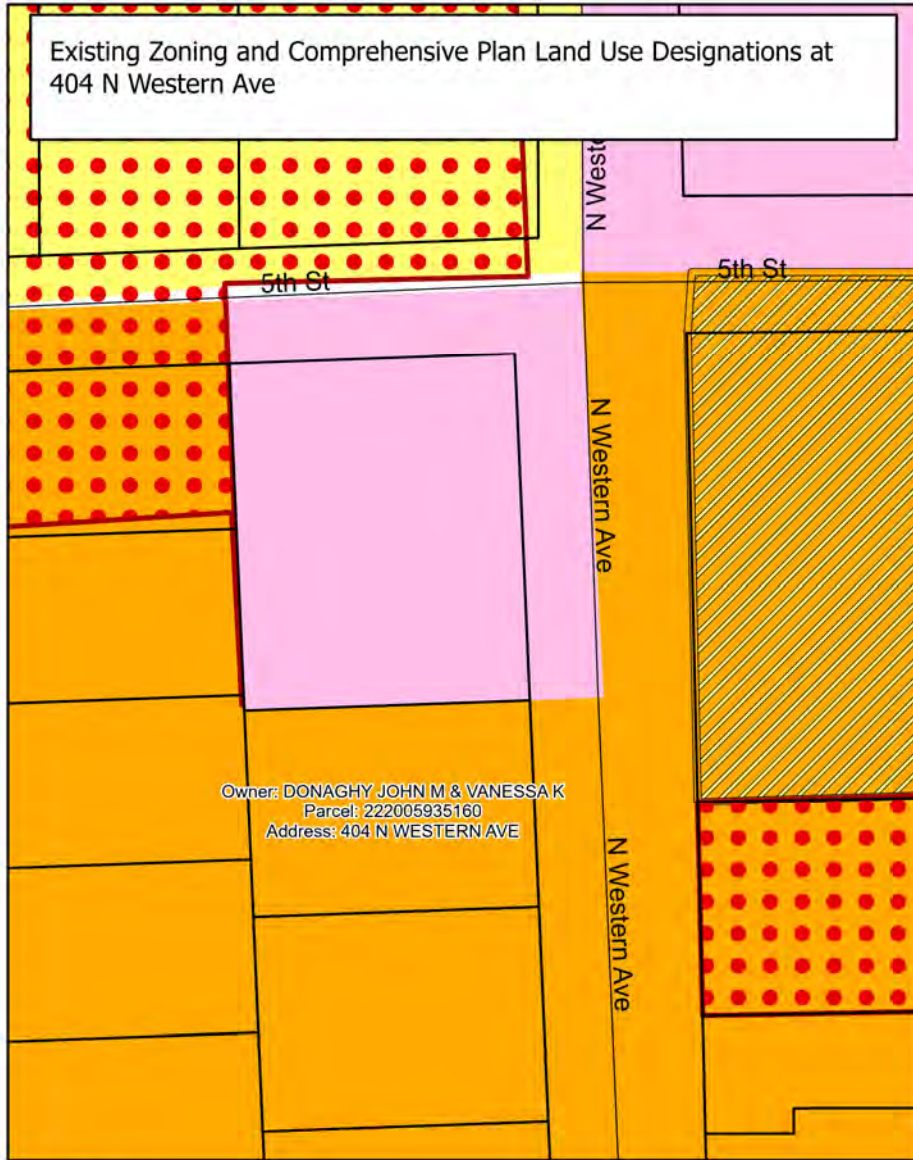 Existing Zoning and Comprehensive Plan Land Use Designations at
404 N Western Ave
5th St
5th St
N Western Ave
Owner: DONAGHY JOHN M & VANESSA K
Parcel: 222005935160
Address: 404 N WESTERN AVE
N Western Ave